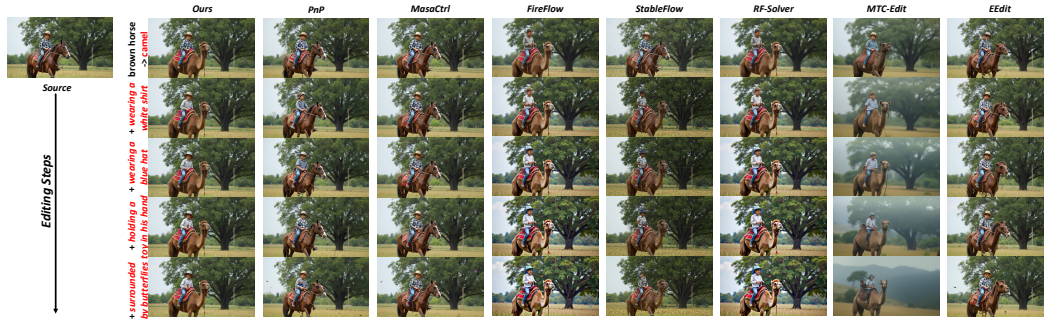 Ours PnP MasaCtrl FireFlow StableFlow RF-Solver MTC-Edit EEdit
Source
Editing Steps
brown horse
-> camel
+ wearing a
white shirt
+ wearing a
blue hat
+ holding a
toy in his hand
+ surrounded
by butterflies